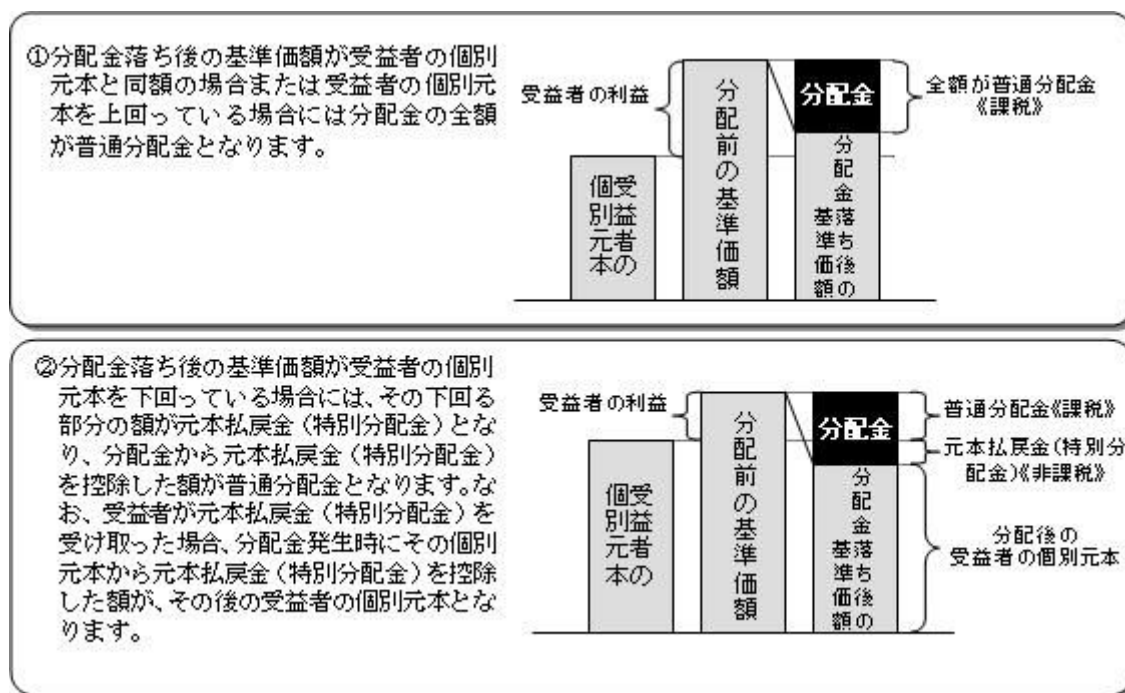 ①分配金落ち後の基準価額が受益者の個別
元本と同額の場合または受益者の個別元
本を上回っている場合には分配金の全額
が普通分配金となります。
受益者の利益
受益者の
個別元本
分配前の基準価額
分配金
分配金落ち後の
基準価額
全額が普通分配金
《課税》
②分配金落ち後の基準価額が受益者の個別
元本を下回っている場合には、その下回る
部分の額が元本払戻金（特別分配金）とな
り、分配金から元本払戻金（特別分配金）
を控除した額が普通分配金となります。な
お、受益者が元本払戻金（特別分配金）を
受け取った場合、分配金発生時にその個別
元本から元本払戻金（特別分配金）を控除
した額が、その後の受益者の個別元本とな
ります。
受益者の利益
受益者の
個別元本
分配前の基準価額
分配金
分配金落ち後の
基準価額
普通分配金《課税》
元本払戻金(特別分
配金)《非課税》
分配後の
受益者の個別元本